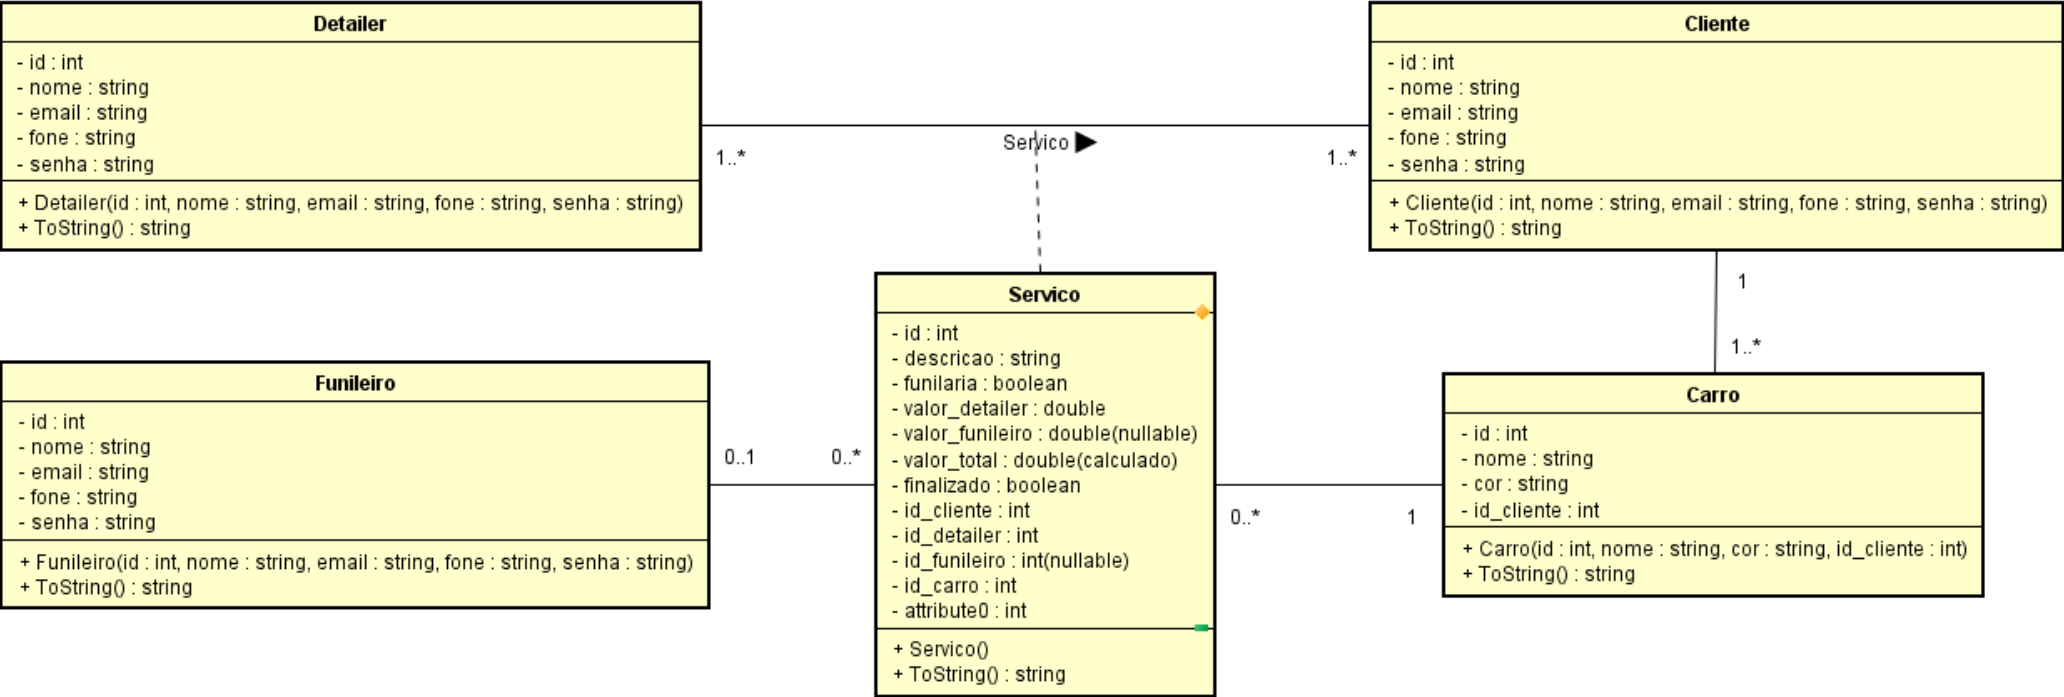 Detailer
- id : int
- nome : string
- email : string
- fone : string
- senha : string
+ Detailer(id : int, nome : string, email : string, fone : string, senha : string)
+ ToString() : string
1..*
Servico
1..*
Cliente
- id : int
- nome : string
- email : string
- fone : string
- senha : string
+ Cliente(id : int, nome : string, email : string, fone : string, senha : string)
+ ToString() : string
1
1..*
Funileiro
- id : int
- nome : string
- email : string
- fone : string
- senha : string
+ Funileiro(id : int, nome : string, email : string, fone : string, senha : string)
+ ToString() : string
0..1
0..*
Servico
- id : int
- descricao : string
- funilaria : boolean
- valor_detailer : double
- valor_funileiro : double(nullable)
- valor_total : double(calculado)
- finalizado : boolean
- id_cliente : int
- id_detailer : int
- id_funileiro : int(nullable)
- id_carro : int
- attribute0 : int
+ Servico()
+ ToString() : string
0..*
1
Carro
- id : int
- nome : string
- cor : string
- id_cliente : int
+ Carro(id : int, nome : string, cor : string, id_cliente : int)
+ ToString() : string